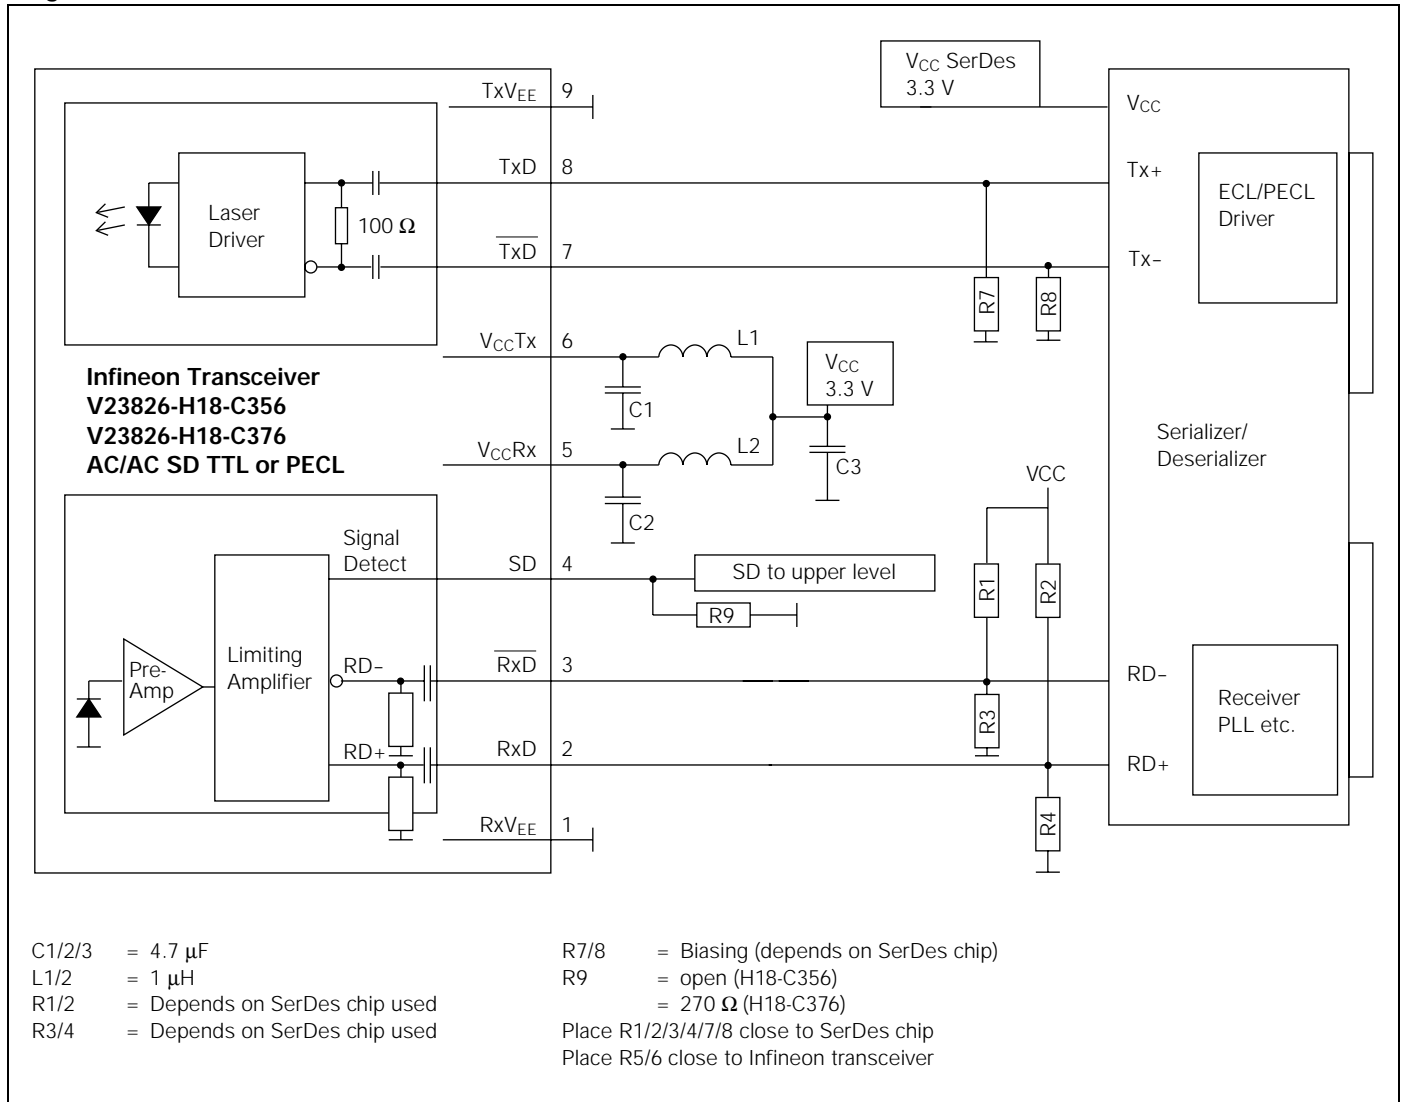 V_CC SerDes
3.3 V
TxV_EE 9
V_CC
TxD 8
Tx+
ECL/PECL
Driver
Laser
Driver
100 Ω
TxD 7
Tx-
R7
R8
V_CCTx 6
L1
V_CC
3.3 V
C1
Infineon Transceiver
V23826-H18-C356
V23826-H18-C376
AC/AC SD TTL or PECL
V_CCRx 5
L2
C3
C2
Serializer/
Deserializer
VCC
Signal
Detect
SD 4
SD to upper level
R1
R2
R9
Pre-
Amp
Limiting
Amplifier
RD-
RxD 3
RD-
R3
Receiver
PLL etc.
RD+
RxD 2
RD+
R4
RxV_EE 1
C1/2/3 = 4.7 μF
L1/2 = 1 μH
R1/2 = Depends on SerDes chip used
R3/4 = Depends on SerDes chip used
R7/8 = Biasing (depends on SerDes chip)
R9 = open (H18-C356)
= 270 Ω (H18-C376)
Place R1/2/3/4/7/8 close to SerDes chip
Place R5/6 close to Infineon transceiver